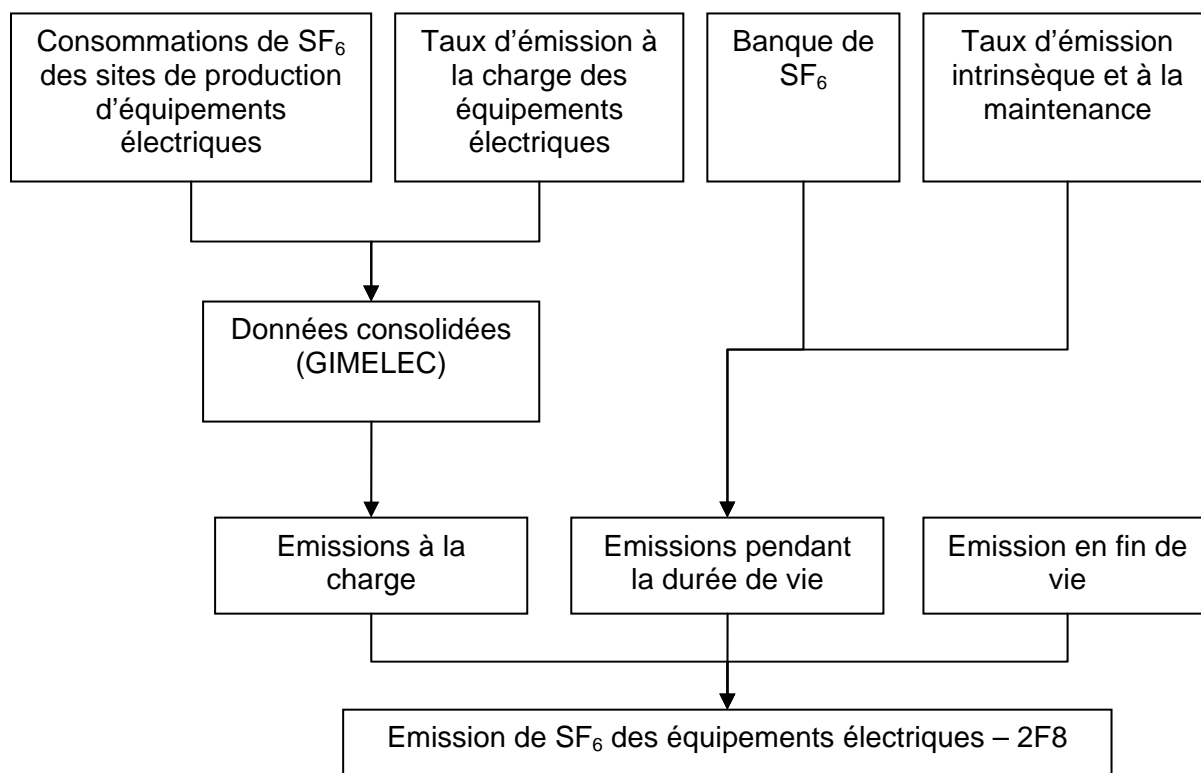 Consommations de SF₆
des sites de production
d’équipements
électriques
Taux d’émission à
la charge des
équipements
électriques
Banque de
SF₆
Taux d’émission
intrinsèque et à la
maintenance
Données consolidées
(GIMELEC)
Emissions à la
charge
Emissions pendant
la durée de vie
Emission en fin de
vie
Emission de SF₆ des équipements électriques – 2F8